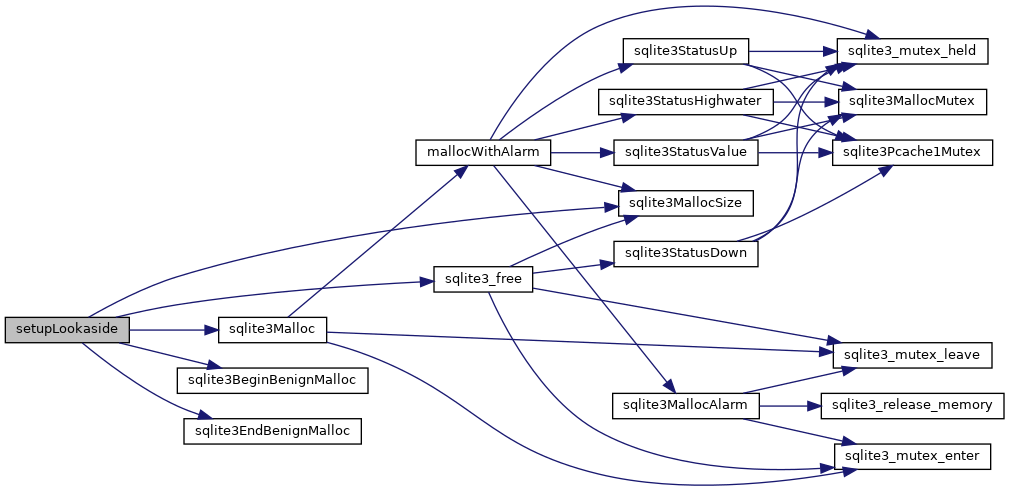 setupLookaside
sqlite3Malloc
sqlite3BeginBenignMalloc
sqlite3EndBenignMalloc
mallocWithAlarm
sqlite3_free
sqlite3StatusUp
sqlite3StatusHighwater
sqlite3StatusValue
sqlite3MallocSize
sqlite3StatusDown
sqlite3MallocAlarm
sqlite3_mutex_held
sqlite3MallocMutex
sqlite3Pcache1Mutex
sqlite3_mutex_leave
sqlite3_release_memory
sqlite3_mutex_enter